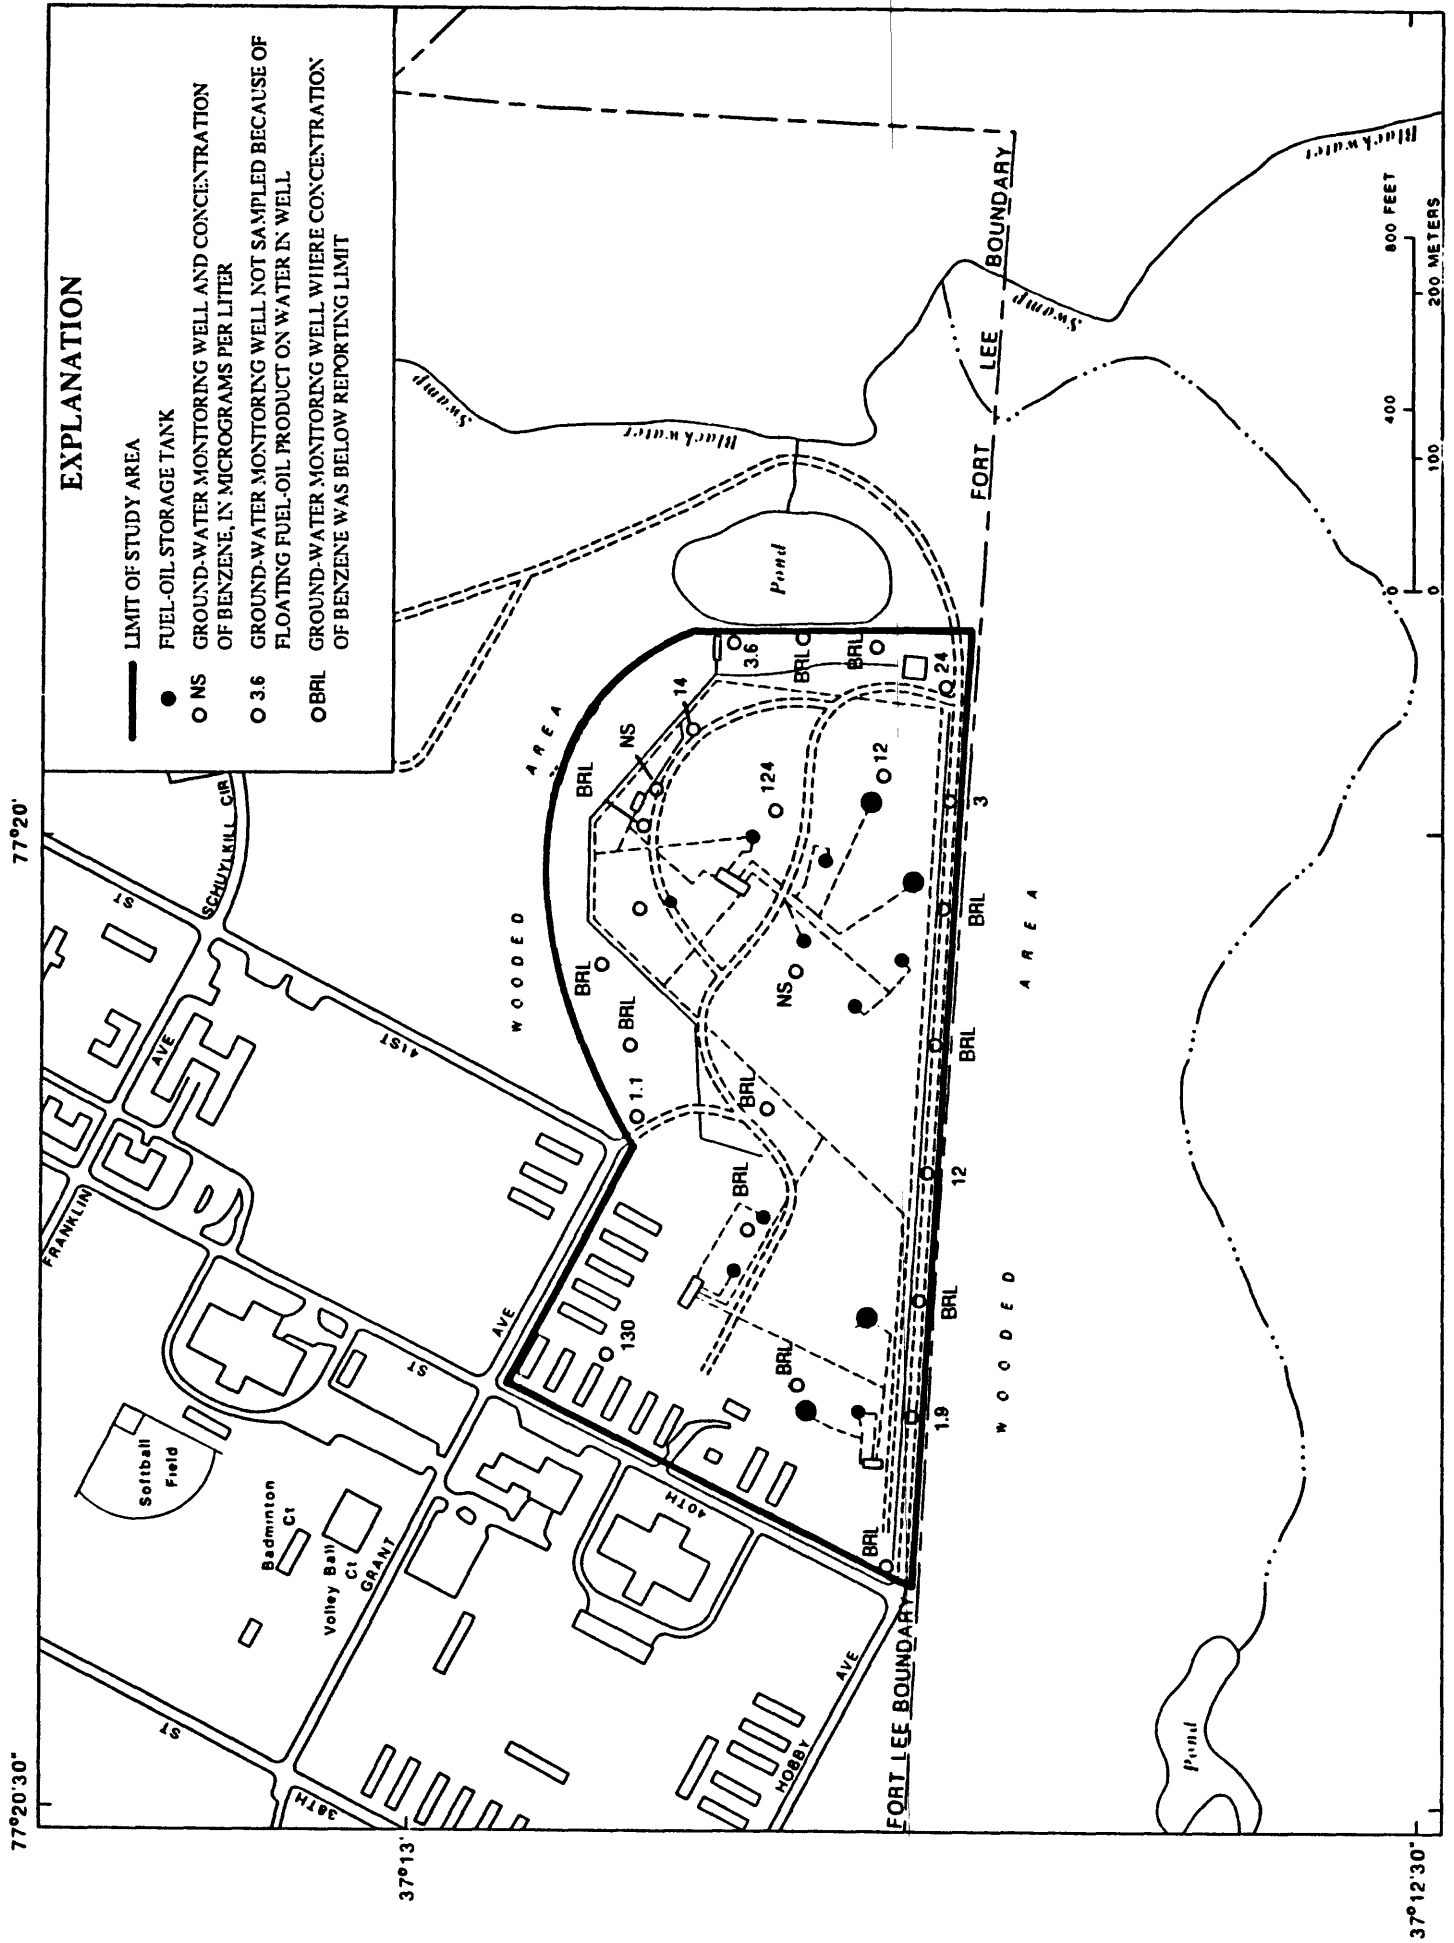 EXPLANATION
LIMIT OF STUDY AREA
FUEL-OIL STORAGE TANK
NS GROUND-WATER MONITORING WELL AND CONCENTRATION
OF BENZENE, IN MICROGRAMS PER LITER
3.6 GROUND-WATER MONITORING WELL NOT SAMPLED BECAUSE OF
FLOATING FUEL-OIL PRODUCT ON WATER IN WELL
BRL GROUND-WATER MONITORING WELL WHERE CONCENTRATION
OF BENZENE WAS BELOW REPORTING LIMIT
77°20'30"
77°20'
37°13'
37°12'30"
ST
FRANKLIN
AVE
ST
SCHUYLKILL CIR
Softball
Field
Badminton
Ct
Volley Ball
Ct
GRANT
ST
AVE
41ST
38TH
ST
40TH
HOBBY
AVE
WOODED
AREA
130
1.1
BRL
BRL
BRL
NS
14
3.6
BRL
BRL
24
124
12
NS
BRL
BRL
BRL
BRL
1.9
BRL
12
BRL
BRL
3
Pond
Blackwater
Swamp
FORT LEE BOUNDARY
FORT LEE BOUNDARY
WOODED
AREA
Swamp
Blackwater
Pond
0
400
800 FEET
0
100
200 METERS